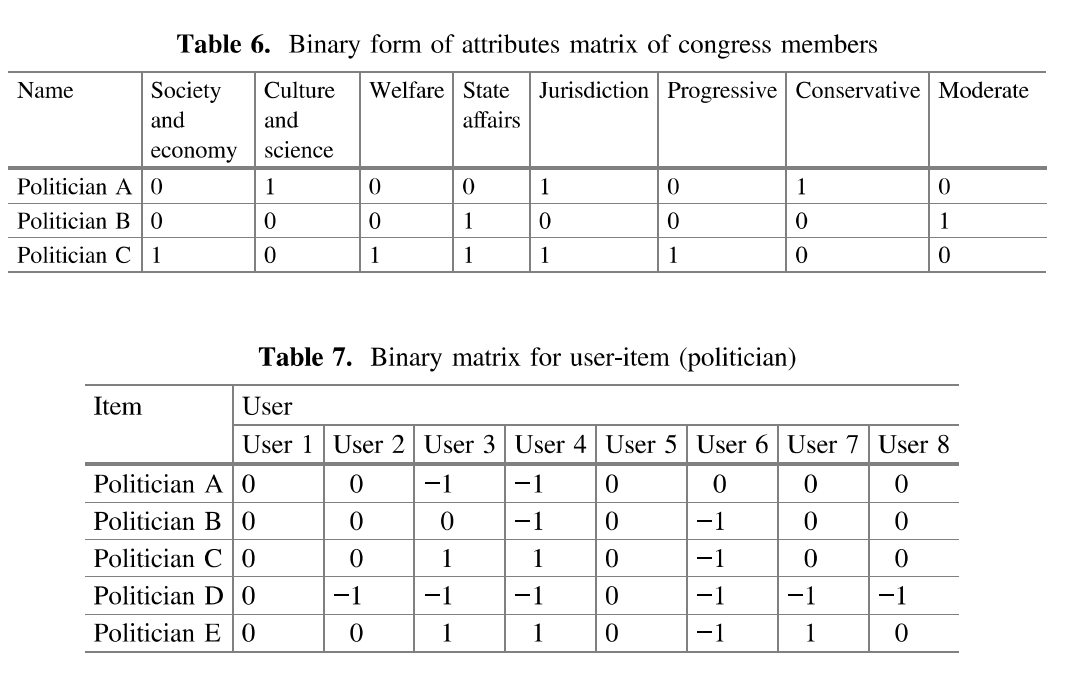 Table 6. Binary form of attributes matrix of congress members
Name Society Culture Welfare State Jurisdiction Progressive Conservative Moderate
and and affairs
economy science
Politician A 0 1 0 0 1 0 1 0
Politician B 0 0 0 1 0 0 0 1
Politician C 1 0 1 1 1 1 0 0
Table 7. Binary matrix for user-item (politician)
Item User
User 1 User 2 User 3 User 4 User 5 User 6 User 7 User 8
Politician A 0 0 −1 −1 0 0 0 0
Politician B 0 0 0 −1 0 −1 0 0
Politician C 0 0 1 1 0 −1 0 0
Politician D 0 −1 −1 −1 0 −1 −1 −1
Politician E 0 0 1 1 0 −1 1 0